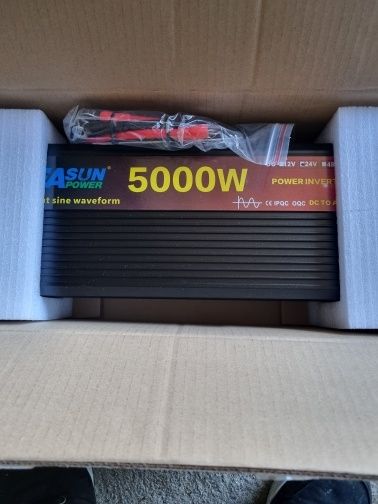 ASUN
POWER
5000W
12V 24V 48
POWER INVERT
t sine waveform
CE IPQC OQC DC TO A